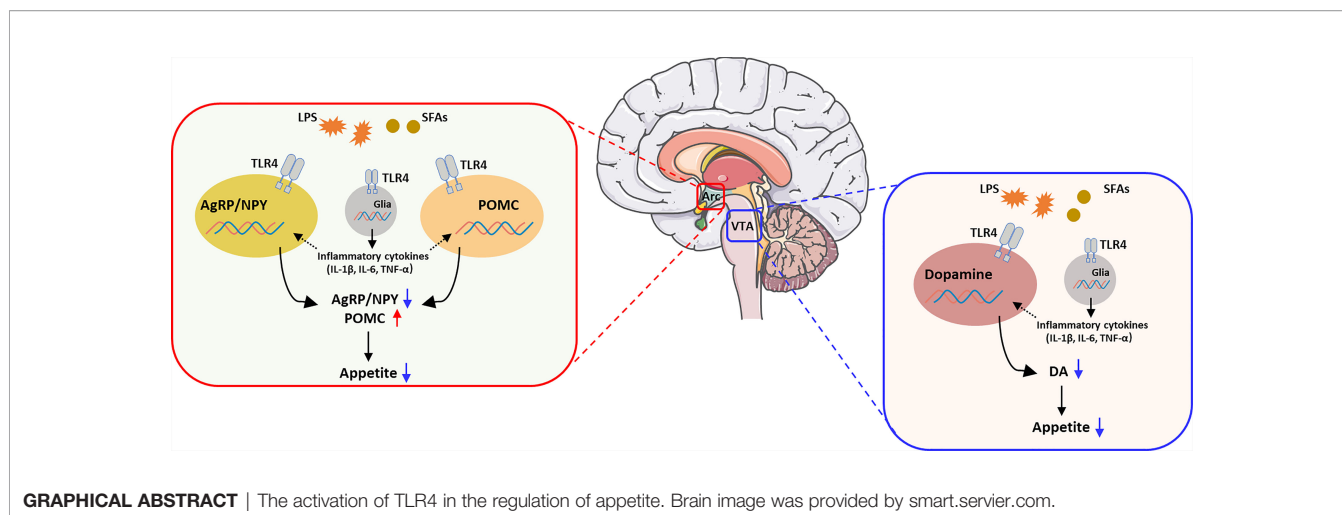 LPS
SFAs
TLR4
TLR4
TLR4
AgRP/NPY
Glia
POMC
Inflammatory cytokines
(IL-1β, IL-6, TNF-α)
AgRP/NPY
POMC
Appetite
Arc
VTA
LPS
SFAs
TLR4
TLR4
Dopamine
Glia
Inflammatory cytokines
(IL-1β, IL-6, TNF-α)
DA
Appetite
GRAPHICAL ABSTRACT | The activation of TLR4 in the regulation of appetite. Brain image was provided by smart.servier.com.